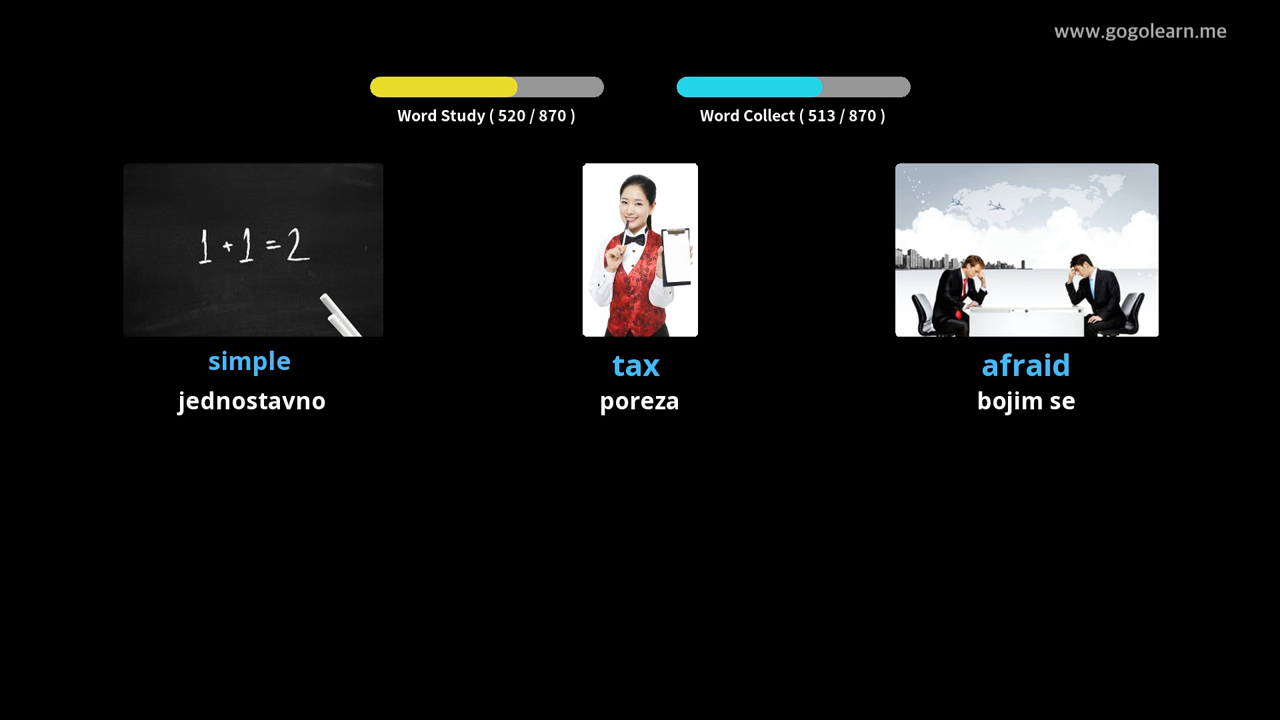 www.gogolearn.me
Word Study ( 520 / 870 )
Word Collect ( 513 / 870 )
1 + 1 = 2
simple
jednostavno
tax
poreza
afraid
bojim se